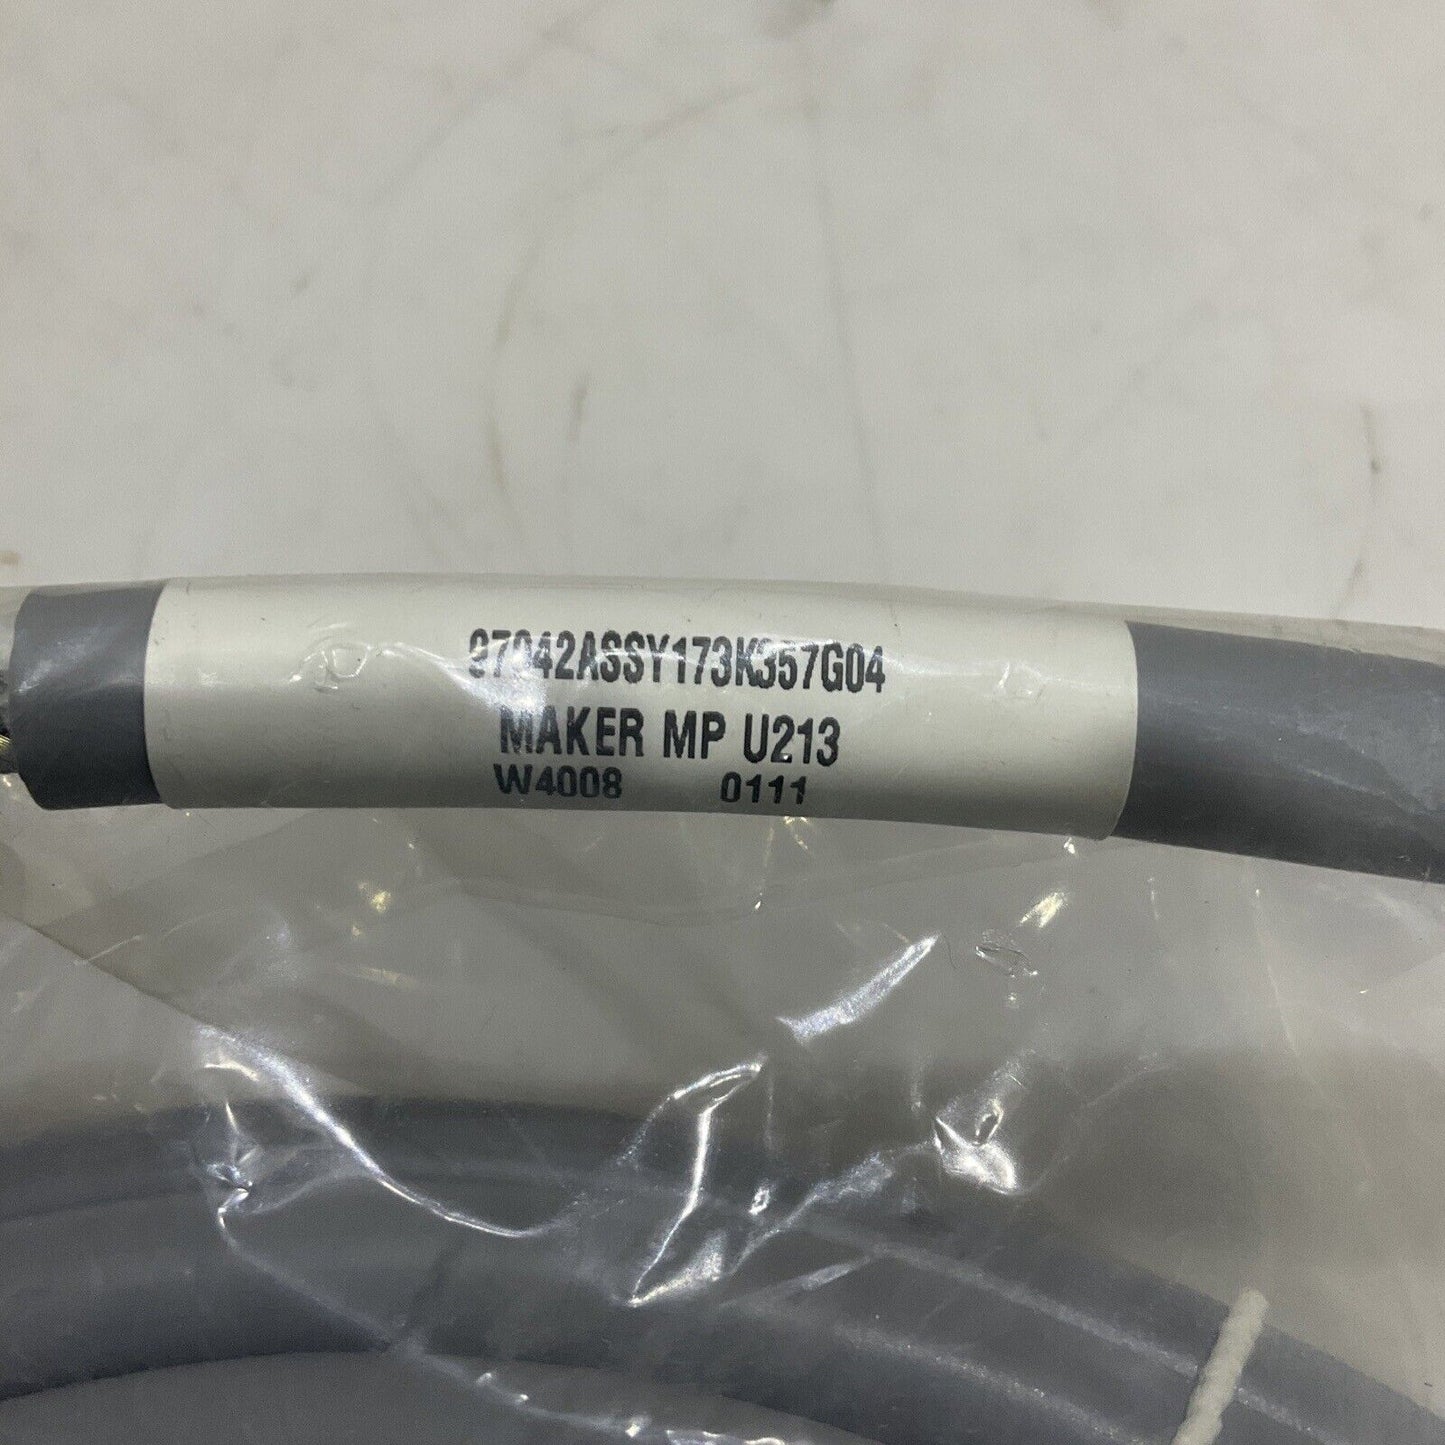 97942ASSY173K357G04
MAKER MP U213
W4008 0111